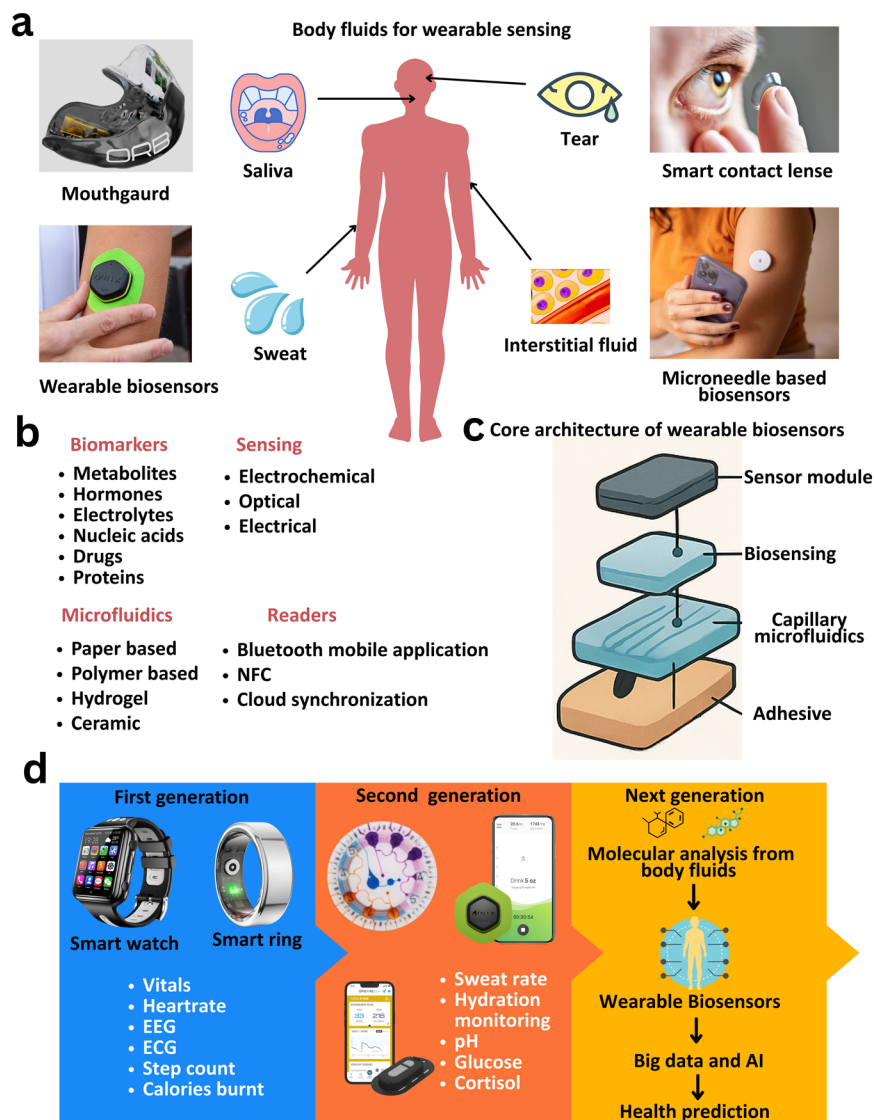 a
Body fluids for wearable sensing
ORB
Mouthgaurd
Saliva
Tear
Smart contact lense
Wearable biosensors
Sweat
Interstitial fluid
Microneedle based
biosensors
b
Biomarkers
• Metabolites
• Hormones
• Electrolytes
• Nucleic acids
• Drugs
• Proteins
Sensing
• Electrochemical
• Optical
• Electrical
Microfluidics
• Paper based
• Polymer based
• Hydrogel
• Ceramic
Readers
• Bluetooth mobile application
• NFC
• Cloud synchronization
c Core architecture of wearable biosensors
Sensor module
Biosensing
Capillary
microfluidics
Adhesive
d
First generation
Smart watch
Smart ring
• Vitals
• Heartrate
• EEG
• ECG
• Step count
• Calories burnt
Second generation
Drink 5 oz
• Sweat rate
• Hydration
monitoring
• pH
• Glucose
• Cortisol
Next generation
Molecular analysis from
body fluids
Wearable Biosensors
Big data and AI
Health prediction